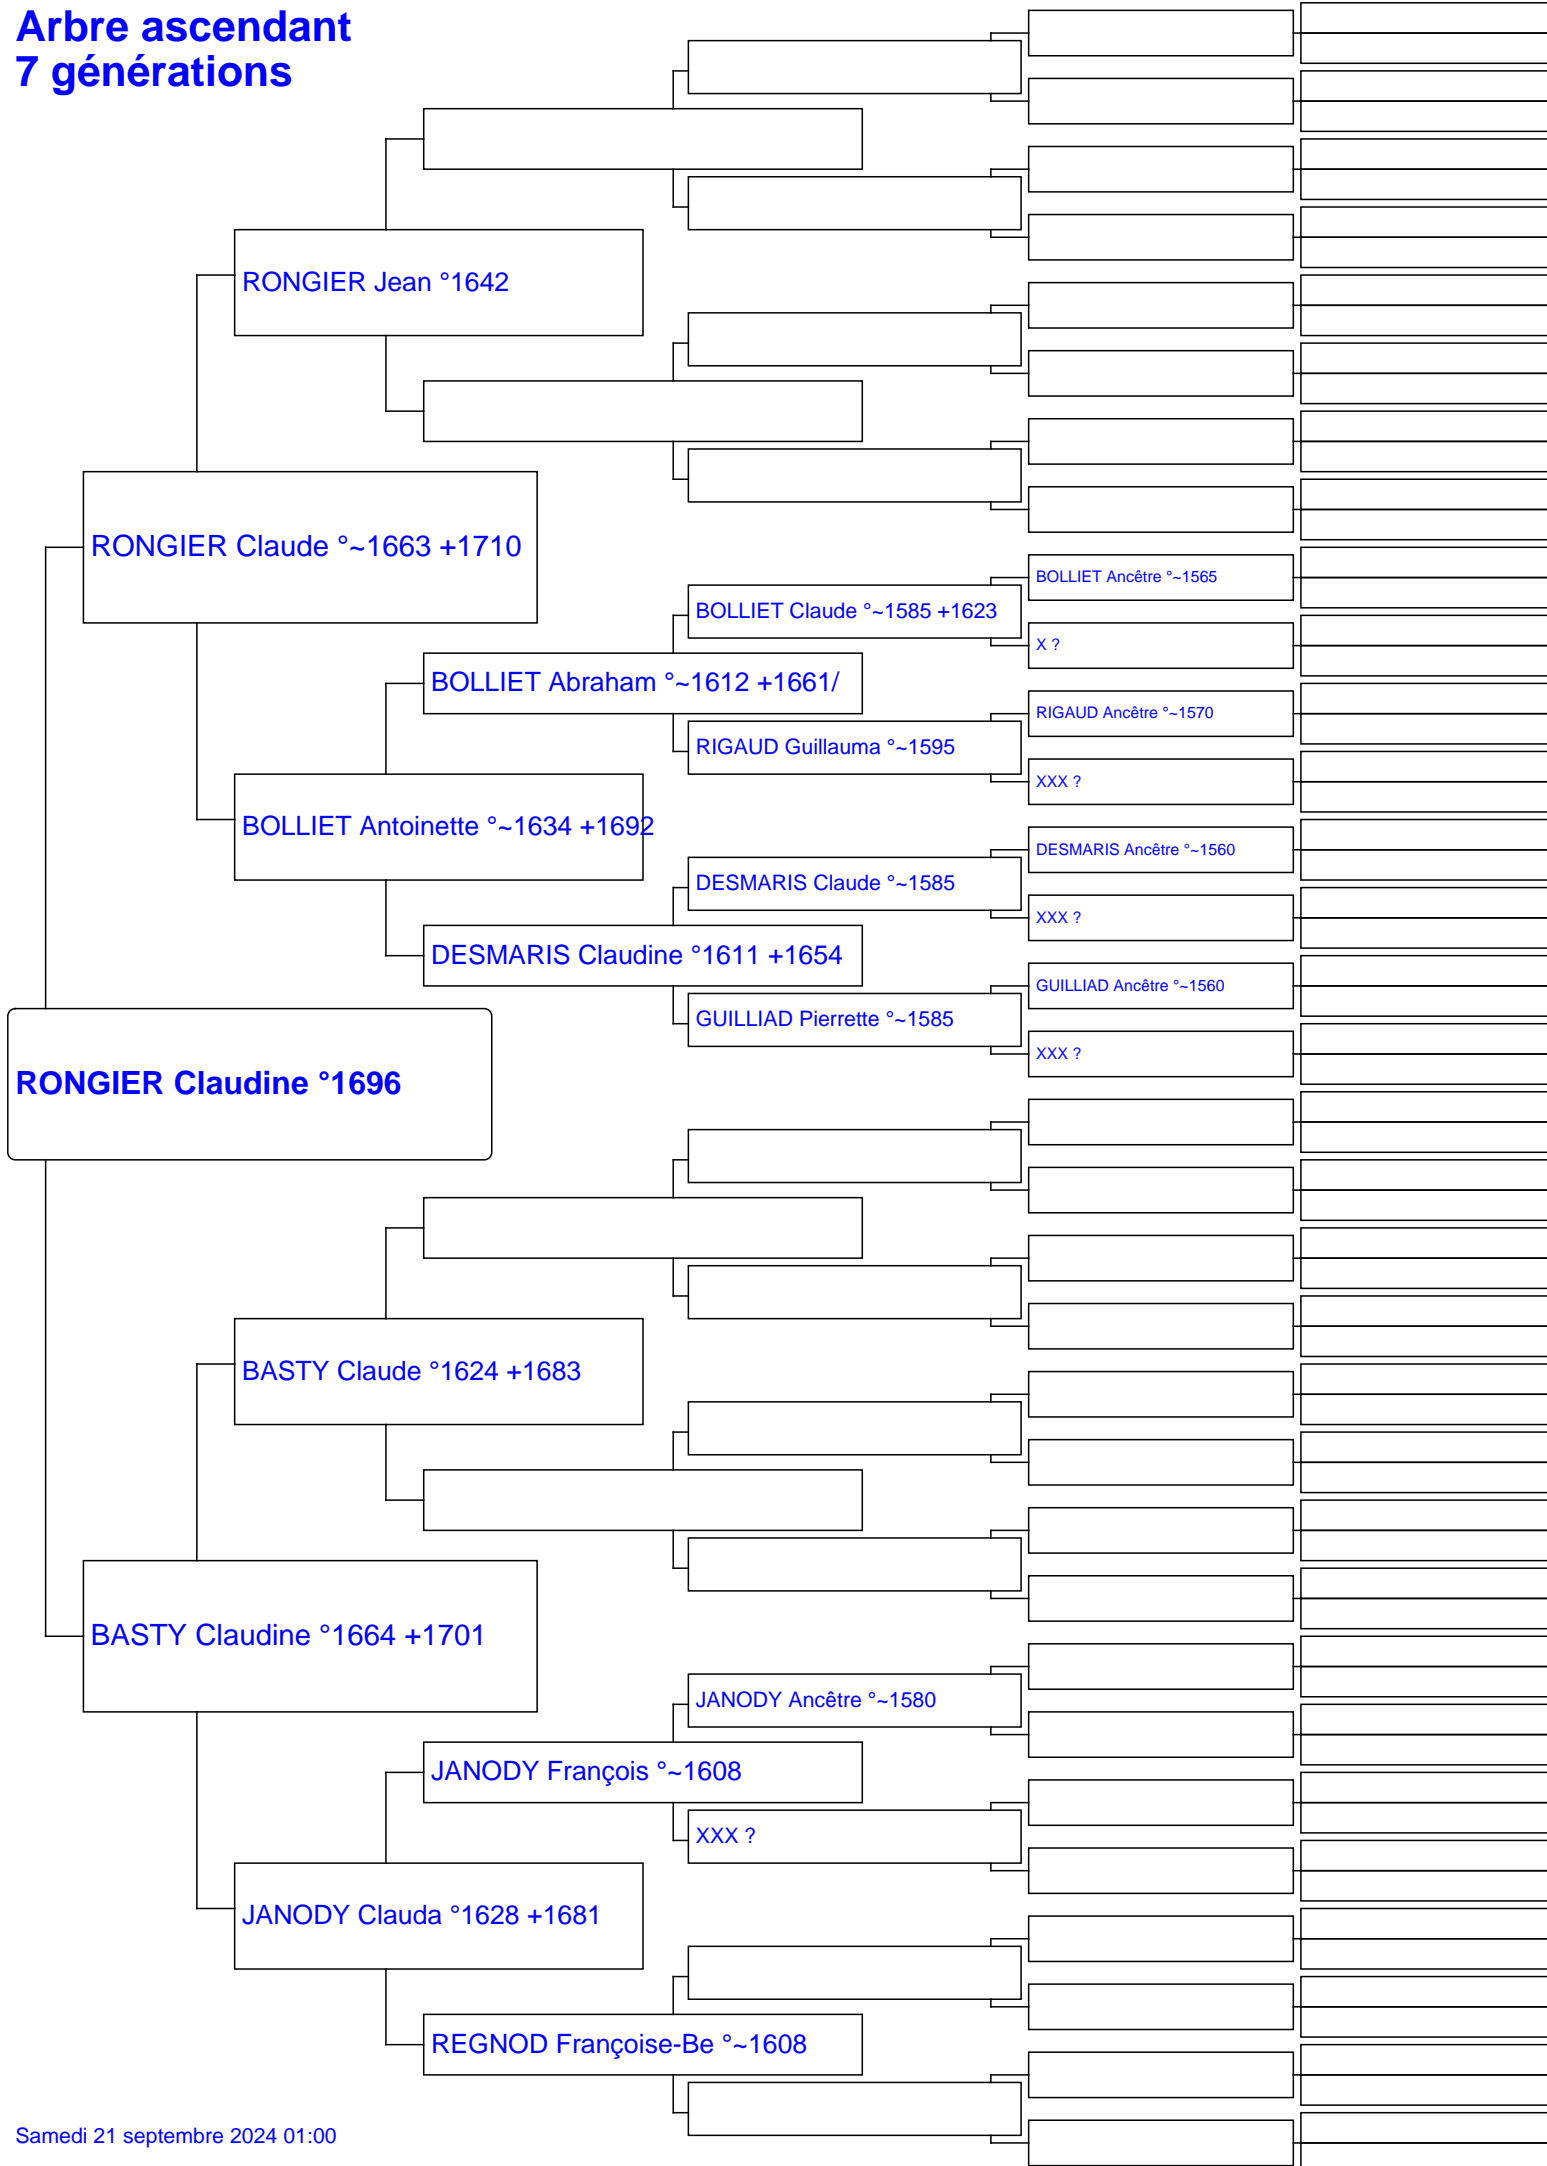 Arbre ascendant
7 générations
RONGIER Jean °1642
RONGIER Claude °~1663 +1710
BOLLIET Ancêtre °~1565
BOLLIET Claude °~1585 +1623
X ?
BOLLIET Abraham °~1612 +1661/
RIGAUD Ancêtre °~1570
RIGAUD Guillauma °~1595
XXX ?
BOLLIET Antoinette °~1634 +1692
DESMARIS Ancêtre °~1560
DESMARIS Claude °~1585
XXX ?
DESMARIS Claudine °1611 +1654
GUILLIAD Ancêtre °~1560
GUILLIAD Pierrette °~1585
XXX ?
RONGIER Claudine °1696
BASTY Claude °1624 +1683
BASTY Claudine °1664 +1701
JANODY Ancêtre °~1580
JANODY François °~1608
XXX ?
JANODY Clauda °1628 +1681
REGNOD Françoise-Be °~1608
Samedi 21 septembre 2024 01:00